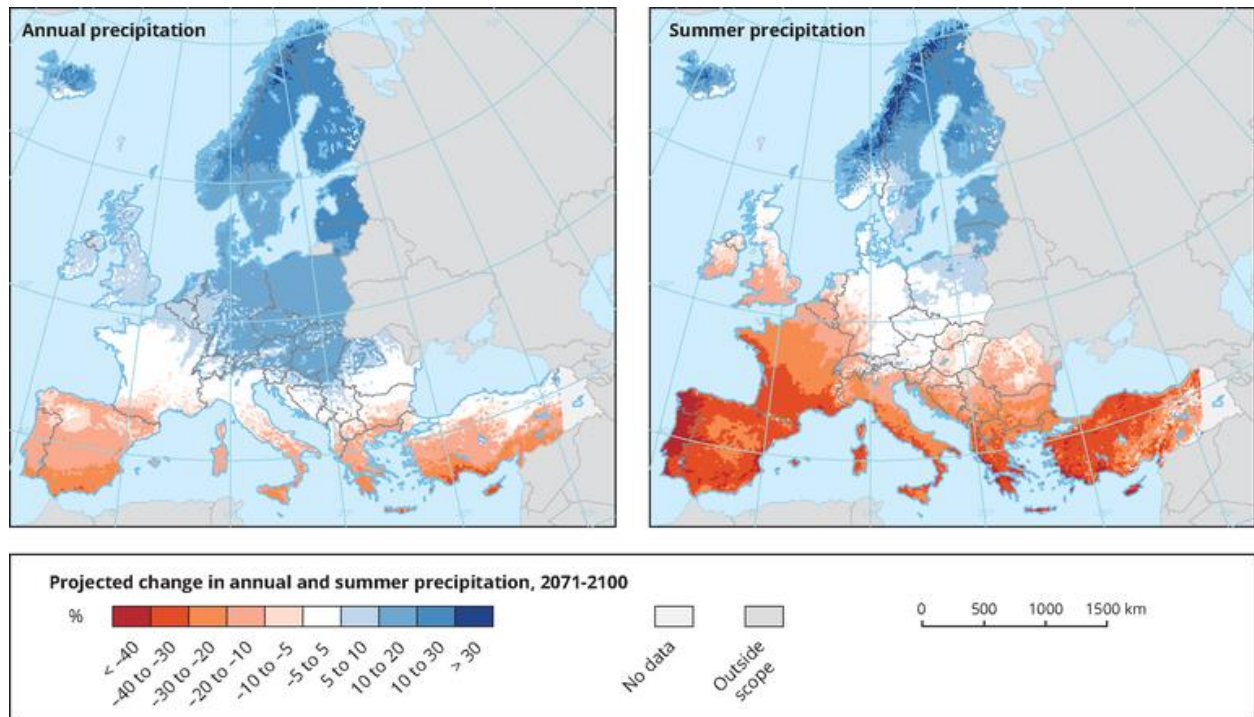 Annual precipitation
Summer precipitation
Projected change in annual and summer precipitation, 2071-2100
%
< -40
-40 to -30
-30 to -20
-20 to -10
-10 to -5
-5 to 5
5 to 10
10 to 20
10 to 30
> 30
No data
Outside
scope
0 500 1000 1500 km